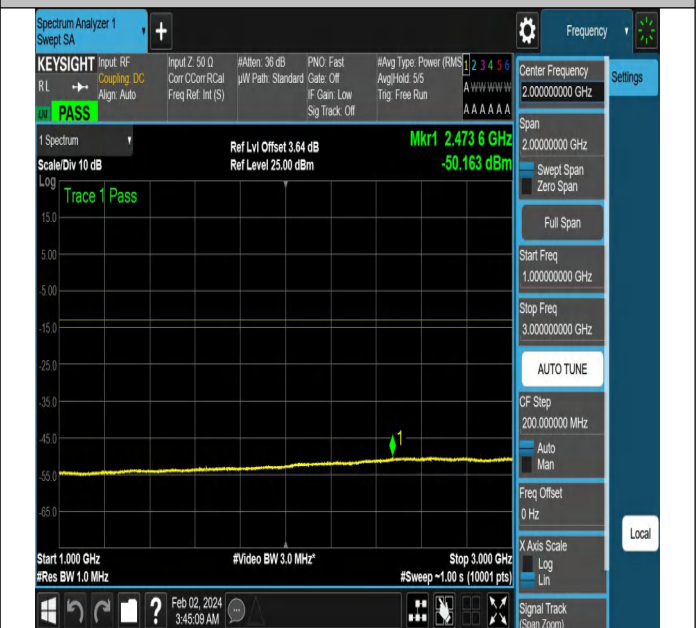 Spectrum Analyzer 1
Swept SA
+
Frequency
KEYSIGHT
RL
PASS
Input: RF
Coupling: DC
Align: Auto
Input Z: 50 Ω
Corr CCorr RCal
Freq Ref: Int (S)
#Atten: 36 dB
µW Path: Standard
PNO: Fast
Gate: Off
IF Gain: Low
Sig Track: Off
#Avg Type: Power (RMS
Avg|Hold: 5/5
Trig: Free Run
1 2 3 4 5 6
A W W W W W
A A A A A A
1 Spectrum
Scale/Div 10 dB
Ref Lvl Offset 3.64 dB
Ref Level 25.00 dBm
Mkr1 2.473 6 GHz
-50.163 dBm
Log
Trace 1 Pass
15.0
5.00
-5.00
-15.0
-25.0
-35.0
-45.0
-55.0
-65.0
1
Start 1.000 GHz
#Res BW 1.0 MHz
#Video BW 3.0 MHz*
Stop 3.000 GHz
#Sweep ~1.00 s (10001 pts)
Center Frequency
2.000000000 GHz
Settings
Span
2.00000000 GHz
Swept Span
Zero Span
Full Span
Start Freq
1.000000000 GHz
Stop Freq
3.000000000 GHz
AUTO TUNE
CF Step
200.000000 MHz
Auto
Man
Freq Offset
0 Hz
X Axis Scale
Log
Lin
Local
Signal Track
(Span Zoom)
?
Feb 02, 2024
3:45:09 AM